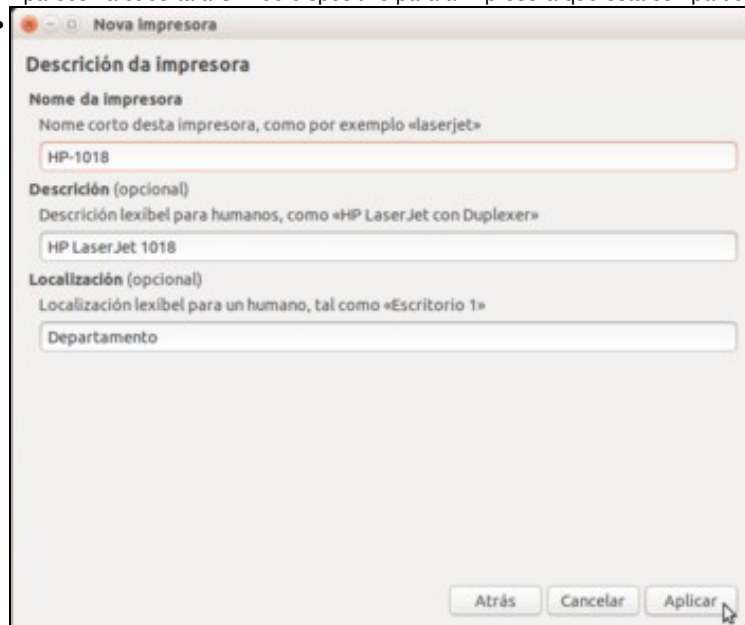 Nova impresora
Descrición da impresora
Nome da impresora
Nome corto desta impresora, como por exemplo «laserjet»
HP-1018
Descrición (opcional)
Descrición lexíbel para humanos, como «HP LaserJet con Duplexer»
HP LaserJet 1018
Localización (opcional)
Localización lexíbel para un humano, tal como «Escritorio 1»
Departamento
Atrás Cancelar Aplicar